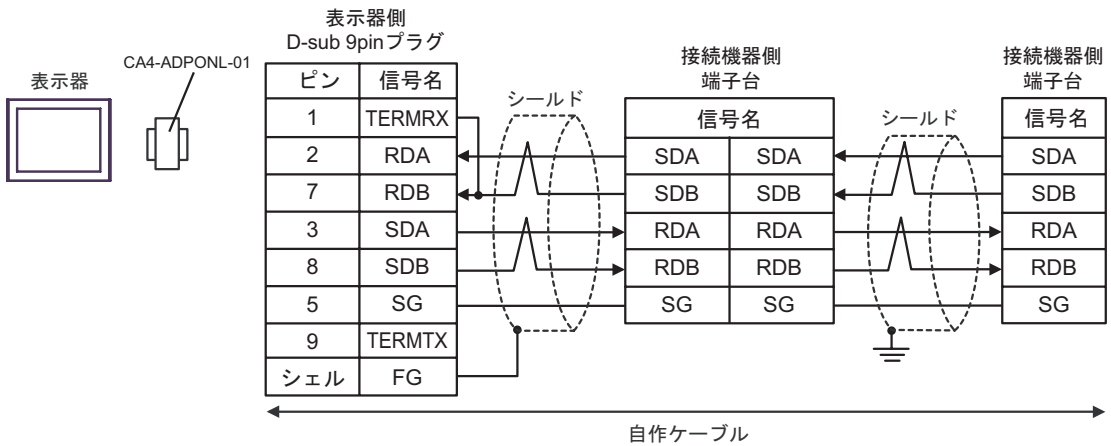 表示器側
D-sub 9pinプラグ
接続機器側
端子台
接続機器側
端子台
CA4-ADPONL-01
表示器
ピン 信号名
シールド
信号名
シールド
信号名
1 TERMRX
2 RDA SDA SDA SDA
7 RDB SDB SDB SDB
3 SDA RDA RDA RDA
8 SDB RDB RDB RDB
5 SG SG SG SG
9 TERMTX
シェル FG
自作ケーブル